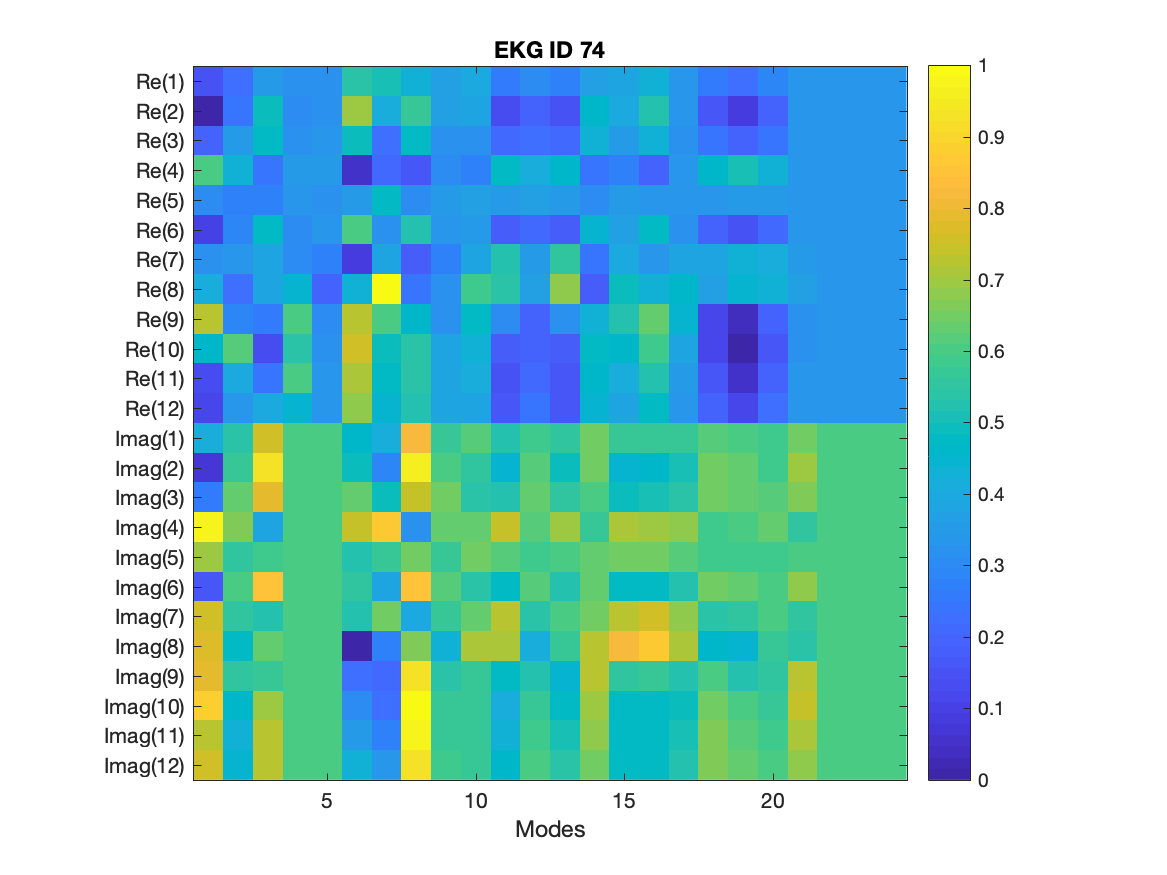 EKG ID 74
Re(1)
Re(2)
Re(3)
Re(4)
Re(5)
Re(6)
Re(7)
Re(8)
Re(9)
Re(10)
Re(11)
Re(12)
Imag(1)
Imag(2)
Imag(3)
Imag(4)
Imag(5)
Imag(6)
Imag(7)
Imag(8)
Imag(9)
Imag(10)
Imag(11)
Imag(12)
5 10 15 20
Modes
1
0.9
0.8
0.7
0.6
0.5
0.4
0.3
0.2
0.1
0